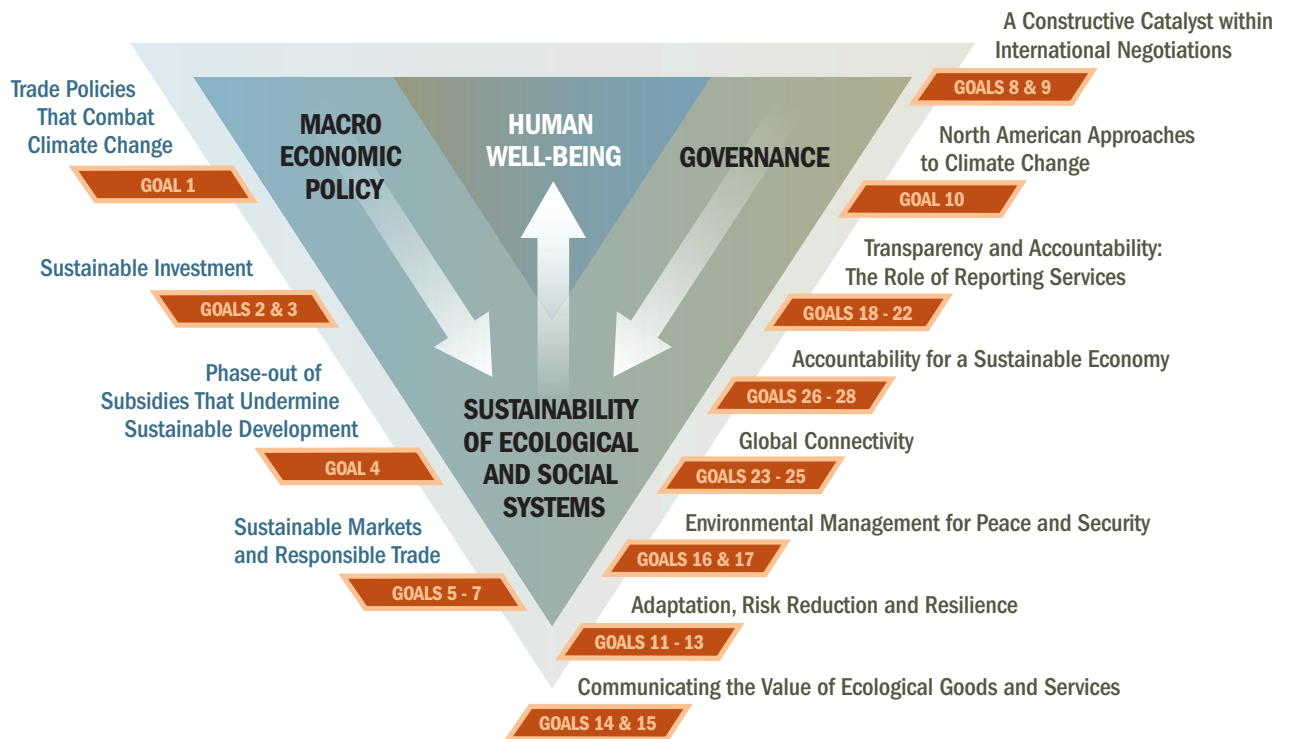 Trade Policies
That Combat
Climate Change
GOAL 1
Sustainable Investment
GOALS 2 & 3
Phase-out of
Subsidies That Undermine
Sustainable Development
GOAL 4
Sustainable Markets
and Responsible Trade
GOALS 5 - 7
MACRO
ECONOMIC
POLICY
HUMAN
WELL-BEING
GOVERNANCE
SUSTAINABILITY
OF ECOLOGICAL
AND SOCIAL
SYSTEMS
A Constructive Catalyst within
International Negotiations
GOALS 8 & 9
North American Approaches
to Climate Change
GOAL 10
Transparency and Accountability:
The Role of Reporting Services
GOALS 18 - 22
Accountability for a Sustainable Economy
GOALS 26 - 28
Global Connectivity
GOALS 23 - 25
Environmental Management for Peace and Security
GOALS 16 & 17
Adaptation, Risk Reduction and Resilience
GOALS 11 - 13
Communicating the Value of Ecological Goods and Services
GOALS 14 & 15